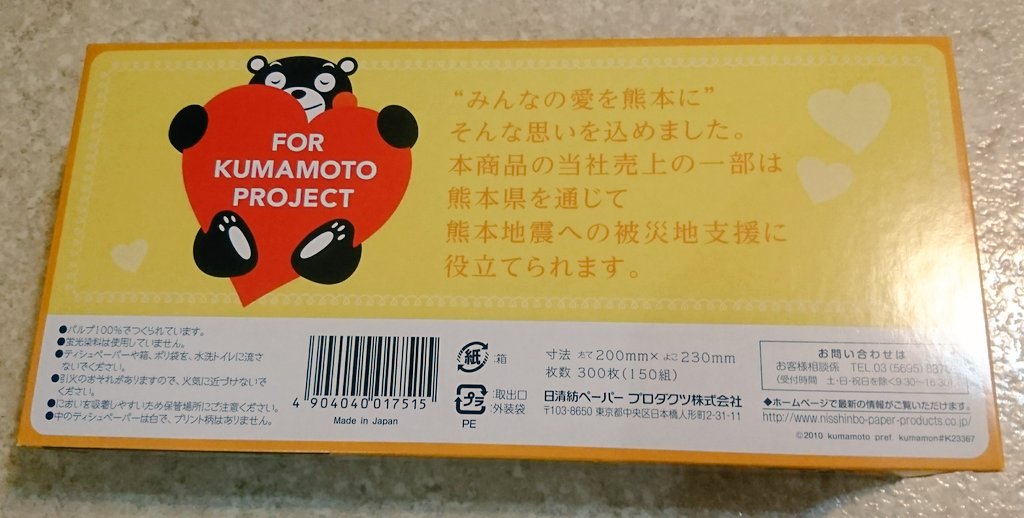 FOR
KUMAMOTO
PROJECT
“みんなの愛を熊本に”
そんな思いを込めました。
本商品の当社売上の一部は
熊本県を通じて
熊本地震への被災地支援に
役立てられます。
●パルプ100%でつくられています。
●蛍光染料は使用していません。
●ティシュペーパーや箱、ポリ袋を、水洗トイレに流さ
ないでください。
●引火のおそれがありますので、火気に近づけないで
ください。
●においを吸着しやすいため保管場所にご注意ください。
●中のティシュペーパーは白で、プリント柄はありません。
4 904040 017515
Made in Japan
紙 :箱
プラ :取出口
:外装袋
PE
寸法 たて200mm×よこ230mm
枚数 300枚(150組)
日清紡ペーパー プロダクツ株式会社
〒103-8650 東京都中央区日本橋人形町2-31-11
お問い合わせは
お客様相談係 TEL.03(5695)
(受付時間 土・日・祝日を除く9:30~16:30)
◆ホームページで最新の情報がご覧いただけます。
http://www.nisshinbo-paper-products.co.jp/
©2010 kumamoto pref. kumamon#K23367